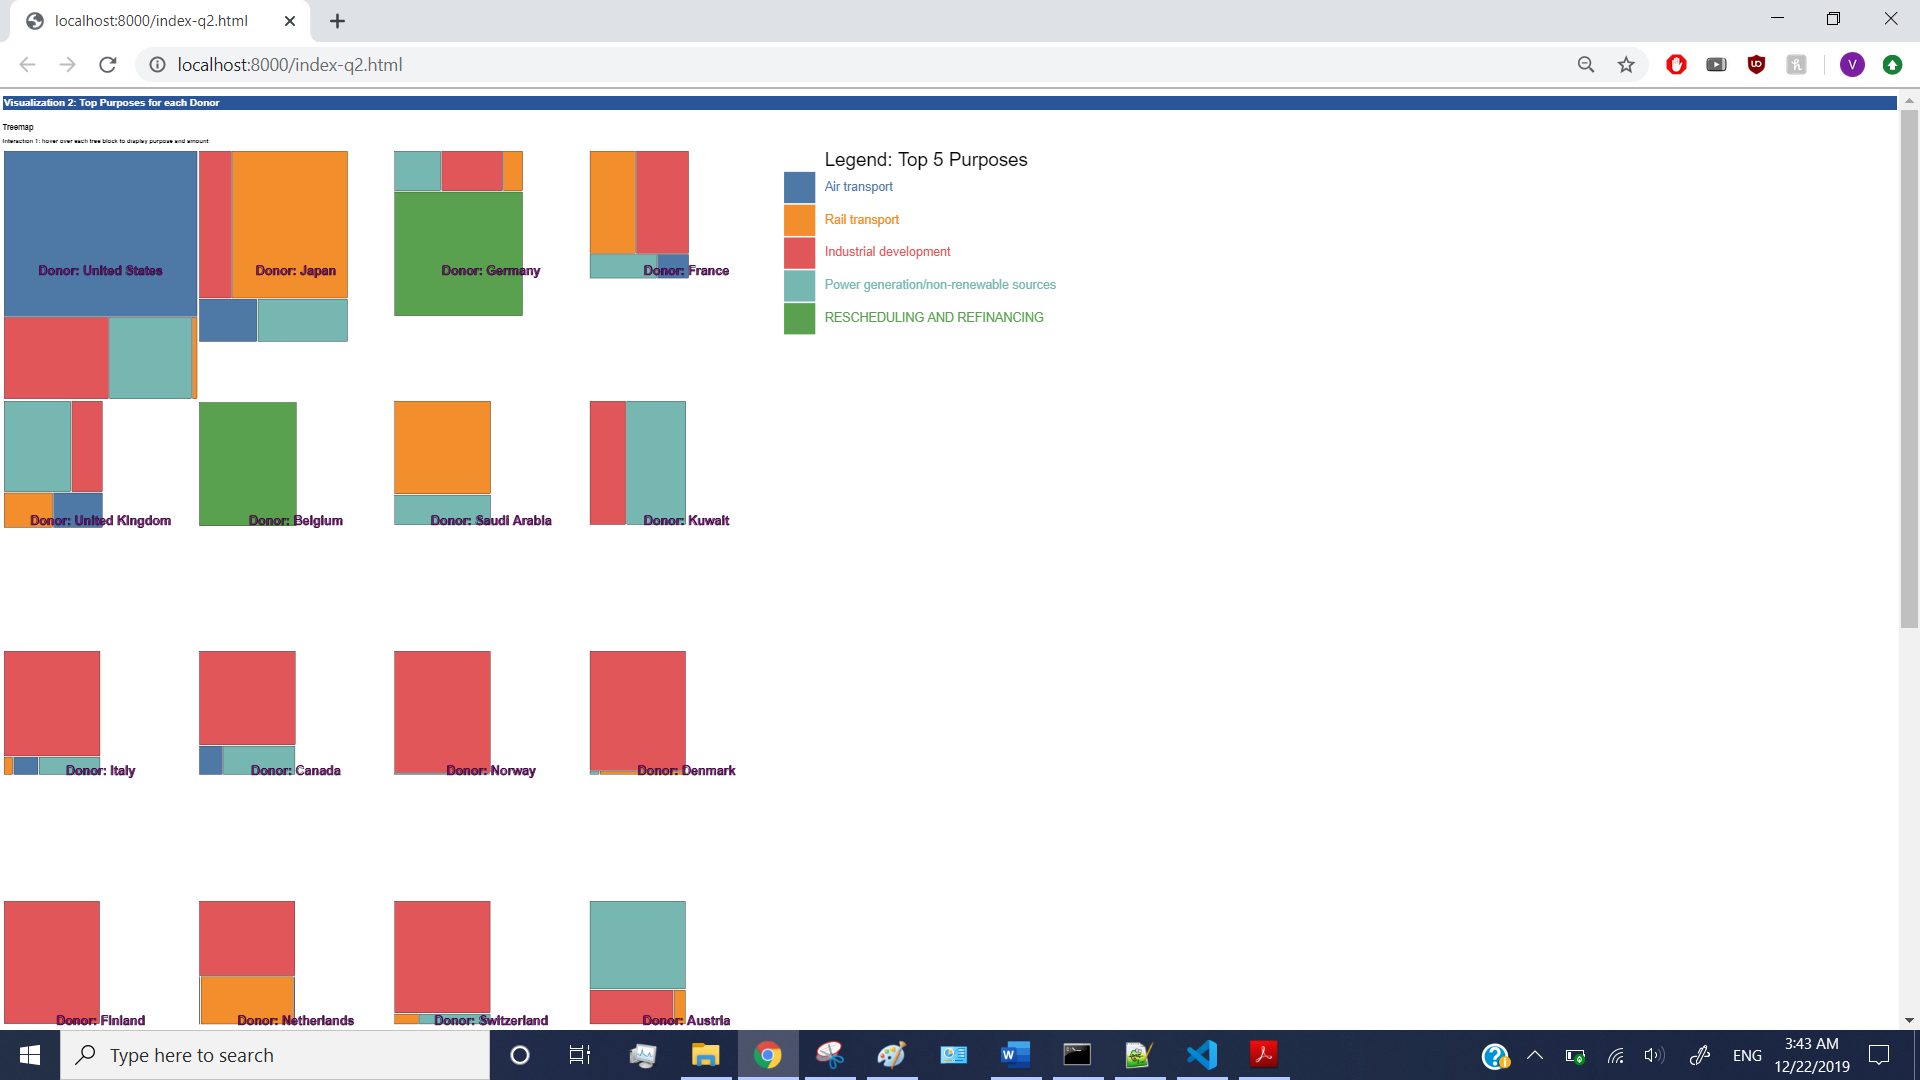 localhost:8000/index-q2.html
localhost:8000/index-q2.html
V
Visualization 2: Top Purposes for each Donor
Treemap
Interaction 1: hover over each tree block to display purpose and amount
Legend: Top 5 Purposes
Air transport
Rail transport
Industrial development
Power generation/non-renewable sources
RESCHEDULING AND REFINANCING
Donor: United States
Donor: Japan
Donor: Germany
Donor: France
Donor: United Kingdom
Donor: Belgium
Donor: Saudi Arabia
Donor: Kuwait
Donor: Italy
Donor: Canada
Donor: Norway
Donor: Denmark
Donor: Finland
Donor: Netherlands
Donor: Switzerland
Donor: Austria
Type here to search
ENG
3:43 AM
12/22/2019